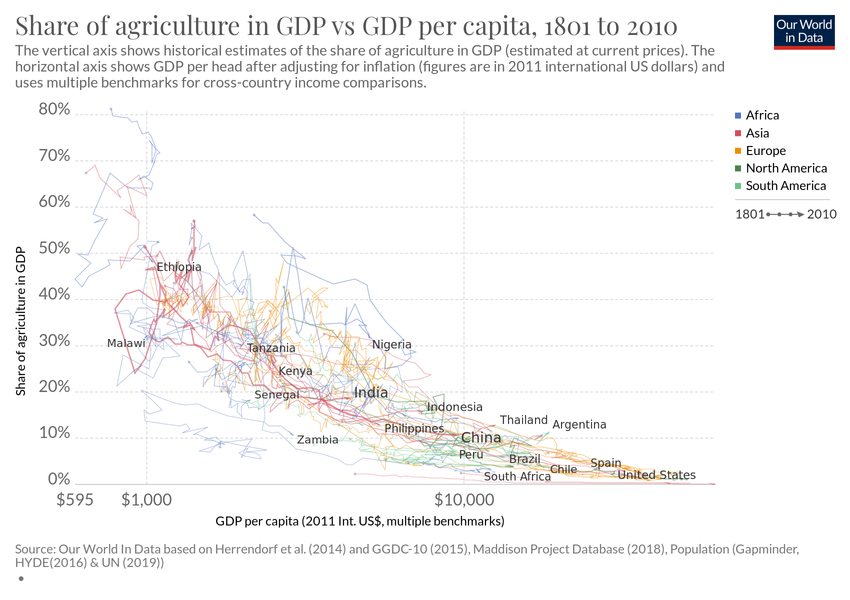 Share of agriculture in GDP vs GDP per capita, 1801 to 2010
Our World
in Data
The vertical axis shows historical estimates of the share of agriculture in GDP (estimated at current prices). The
horizontal axis shows GDP per head after adjusting for inflation (figures are in 2011 international US dollars) and
uses multiple benchmarks for cross-country income comparisons.
80%
70%
60%
50%
40%
30%
20%
10%
0%
Share of agriculture in GDP
Ethiopia
Malawi
Tanzania
Nigeria
Kenya
Senegal
India
Indonesia
Thailand
Argentina
Philippines
China
Zambia
Peru
Brazil
Spain
Chile
South Africa
United States
$595
$1,000
$10,000
GDP per capita (2011 Int. US$, multiple benchmarks)
Africa
Asia
Europe
North America
South America
1801
2010
Source: Our World In Data based on Herrendorf et al. (2014) and GGDC-10 (2015), Maddison Project Database (2018), Population (Gapminder,
HYDE(2016) & UN (2019))